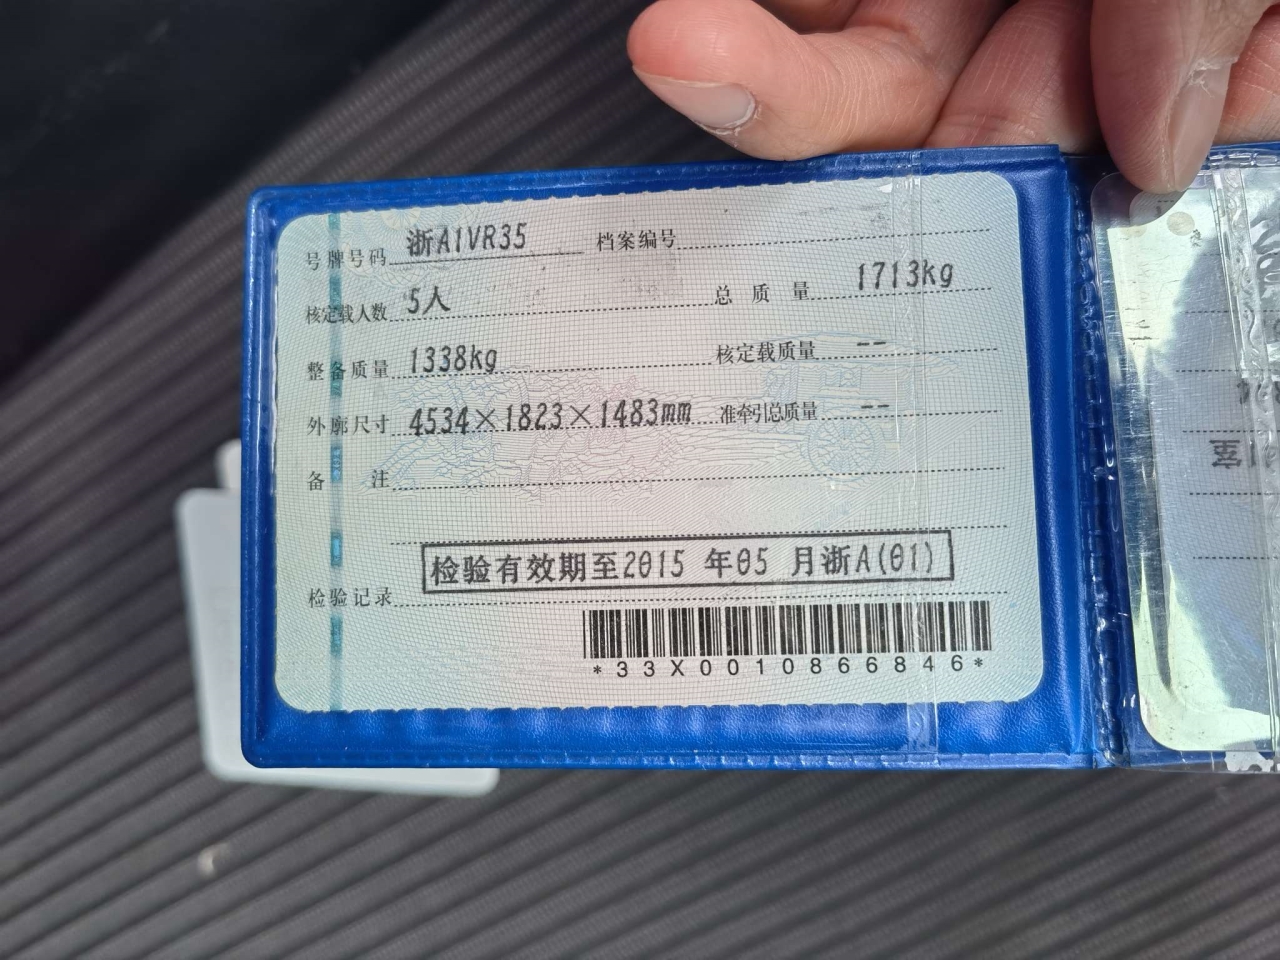 号牌号码 浙A1VR35 档案编号
核定载人数 5人 总质量 1713kg
整备质量 1338kg 核定载质量 --
外廓尺寸 4534×1823×1483mm 准牵引总质量 --
备注
检验记录 检验有效期至2015 年05 月浙A(01)
*33X0010866846*